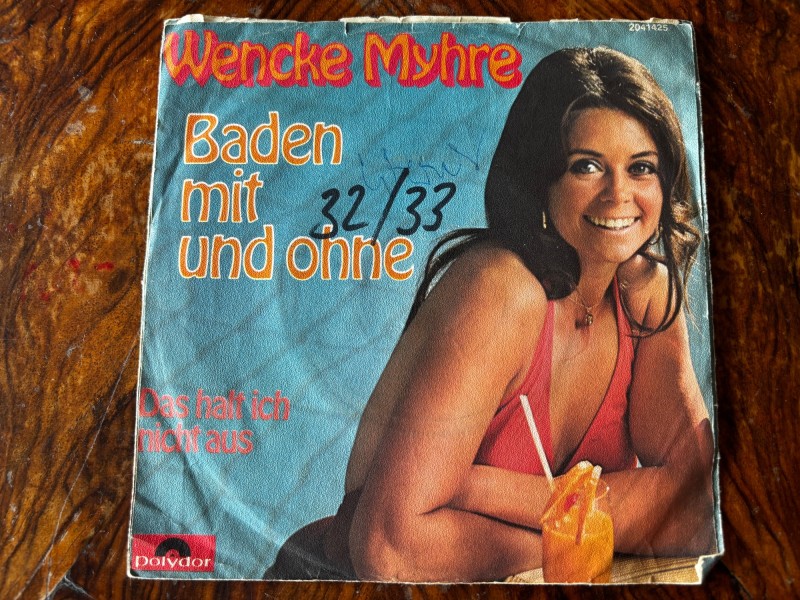 2041425
Wencke Myhre
Baden
mit
und ohne
32/33
Das halt ich
nicht aus
polydor